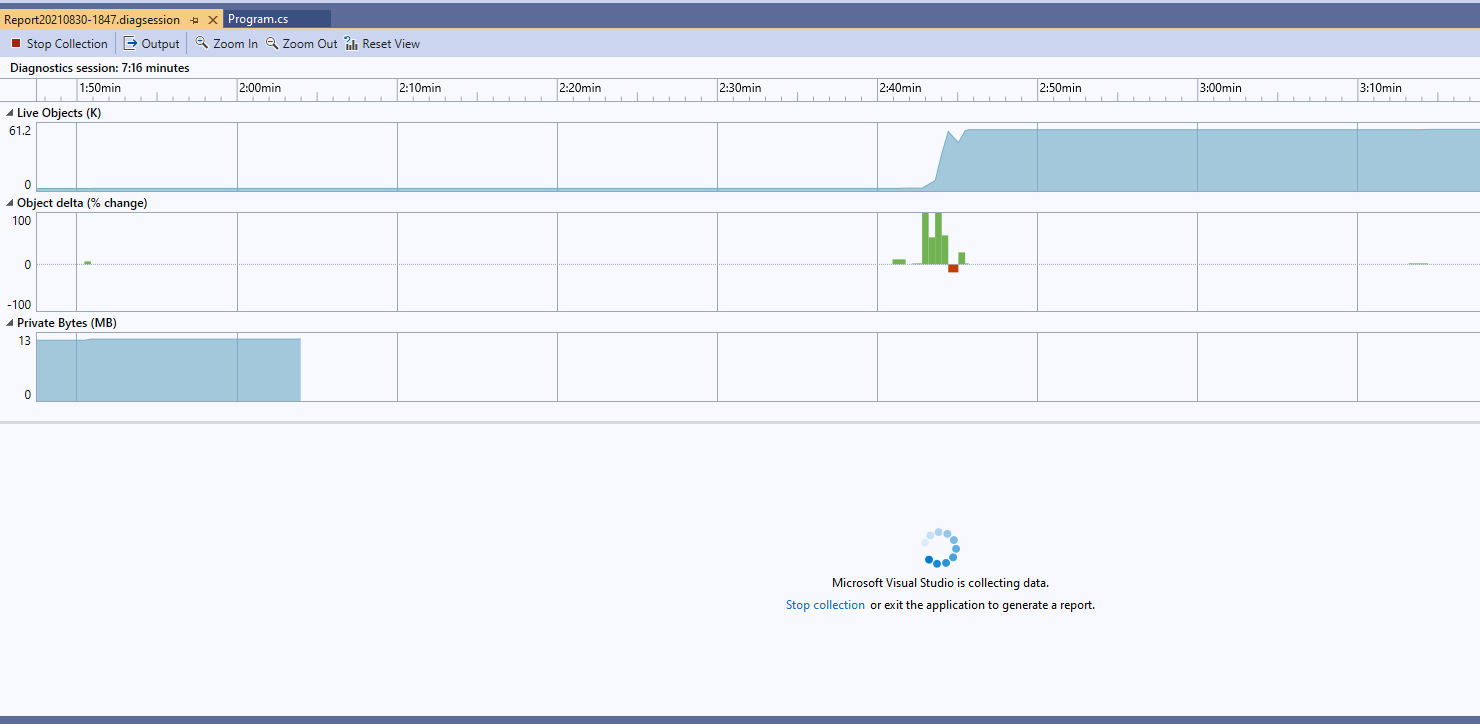 Report20210830-1847.diagsession
Program.cs
Stop Collection Output Zoom In Zoom Out Reset View
Diagnostics session: 7:16 minutes
1:50min 2:00min 2:10min 2:20min 2:30min 2:40min 2:50min 3:00min 3:10min
Live Objects (K)
61.2
0
Object delta (% change)
100
0
-100
Private Bytes (MB)
13
0
Microsoft Visual Studio is collecting data.
Stop collection or exit the application to generate a report.